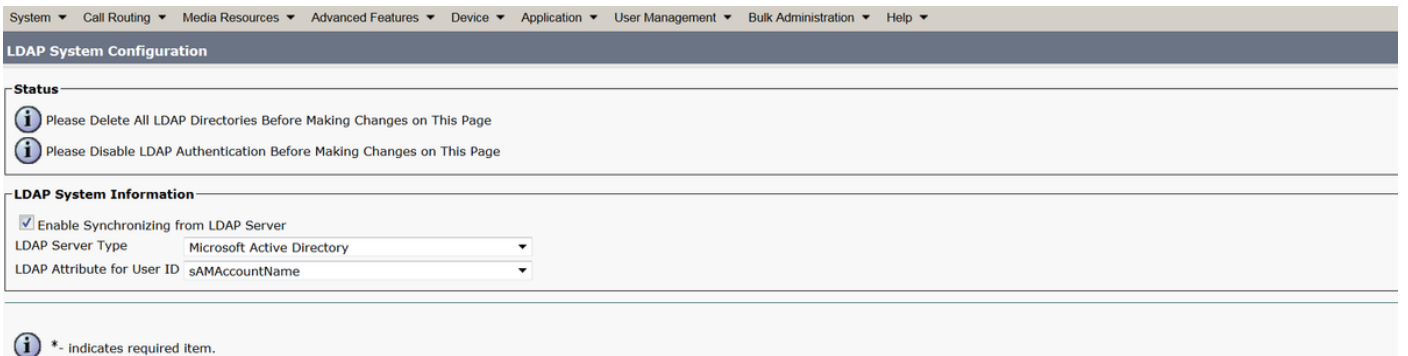 System Call Routing Media Resources Advanced Features Device Application User Management Bulk Administration Help
LDAP System Configuration
Status
i Please Delete All LDAP Directories Before Making Changes on This Page
i Please Disable LDAP Authentication Before Making Changes on This Page
LDAP System Information
Enable Synchronizing from LDAP Server
LDAP Server Type Microsoft Active Directory
LDAP Attribute for User ID sAMAccountName
i *- indicates required item.